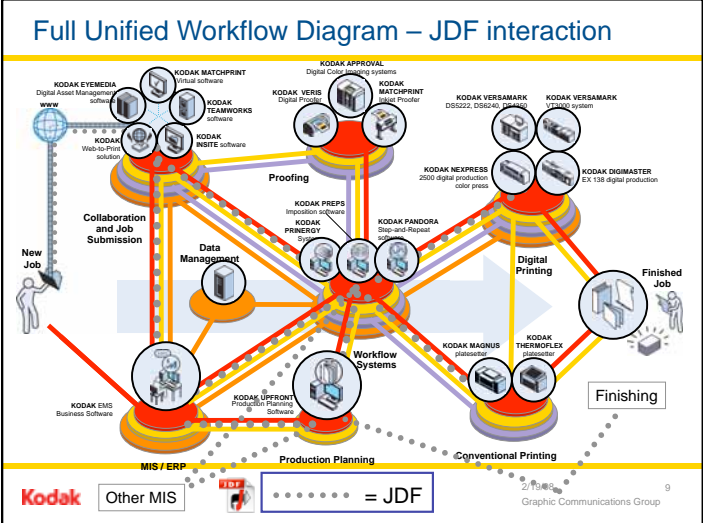 Full Unified Workflow Diagram – JDF interaction
KODAK EYEMEDIA
Digital Asset Management
software
KODAK MATCHPRINT
Virtual software
KODAK
TEAMWORKS
software
KODAK
INSITE software
KODAK
Web-to-Print
solution
www
KODAK APPROVAL
Digital Color Imaging systems
KODAK VERIS
Digital Proofer
KODAK
MATCHPRINT
Inkjet Proofer
KODAK VERSAMARK
DS5222, DS6240, DS4350
KODAK VERSAMARK
VT3000 system
KODAK NEXPRESS
2500 digital production
color press
KODAK DIGIMASTER
EX 138 digital production
Proofing
Collaboration
and Job
Submission
KODAK PREPS
Imposition software
KODAK
PRINERGY
KODAK PANDORA
Step-and-Repeat
software
New
Job
Data
Management
Digital
Printing
Finished
Job
Workflow
Systems
KODAK MAGNUS
platesetter
KODAK
THERMOFLEX
platesetter
KODAK EMS
Business Software
KODAK UPFRONT
Production Planning
Software
Finishing
MIS / ERP
Production Planning
Conventional Printing
Kodak
Other MIS
JDF
= JDF
9
Graphic Communications Group